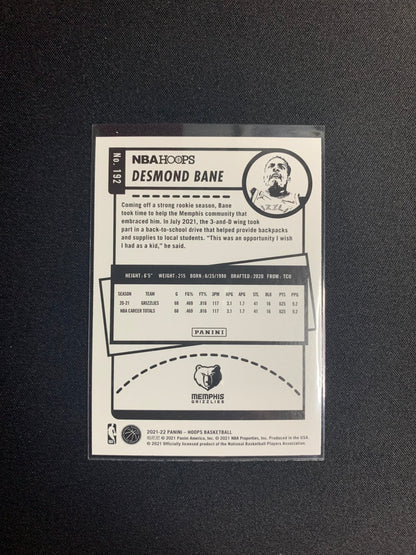 No. 192
NBA HOOPS
DESMOND BANE
Coming off a strong rookie season, Bane
took time to help the Memphis community that
embraced him. In July 2021, the 3-and-D wing took
part in a back-to-school drive that helped provide backpacks
and supplies to local students. "This was an opportunity I wish
I had as a kid," he said.
HEIGHT: 6'5" WEIGHT: 215 BORN: 6/25/1998 DRAFTED: 2020 FROM: TCU
SEASON TEAM G FG% FT% 3PM RPG APG STL BLK PTS PPG
20-21 GRIZZLIES 68 .469 .816 117 3.1 1.7 41 16 625 9.2
NBA CAREER TOTALS 68 .469 .816 117 3.1 1.7 41 16 625 9.2
PANINI
MEMPHIS
GRIZZLIES
2021-22 PANINI - HOOPS BASKETBALL
© 2021 Panini America, Inc. © 2021 NBA Properties, Inc. Produced in the USA.
© 2021 Officially licensed product of the National Basketball Players Association.
NBA